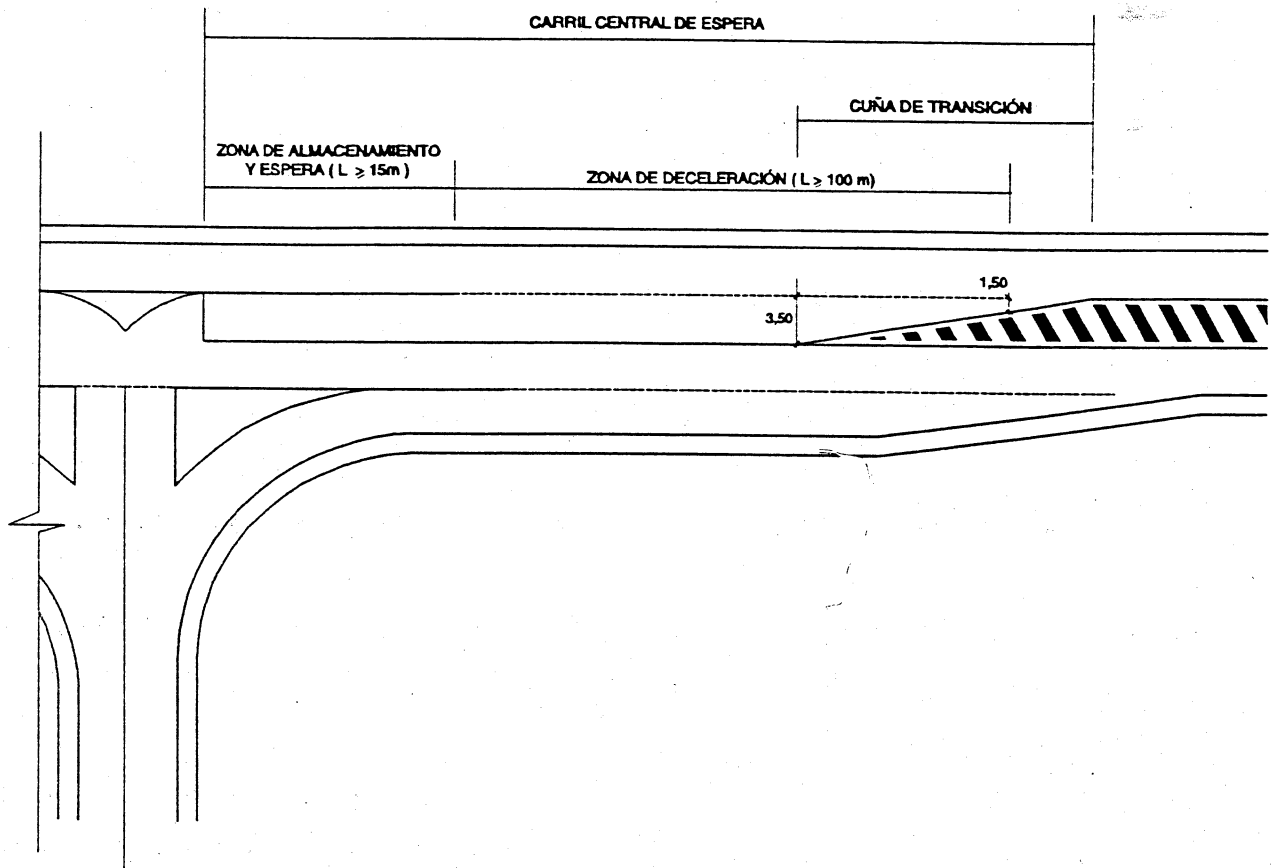 CARRIL CENTRAL DE ESPERA
CUÑA DE TRANSICIÓN
ZONA DE ALMACENAMIENTO
Y ESPERA ( L ≥ 15m )
ZONA DE DECELERACIÓN ( L ≥ 100 m)
1,50
3,50